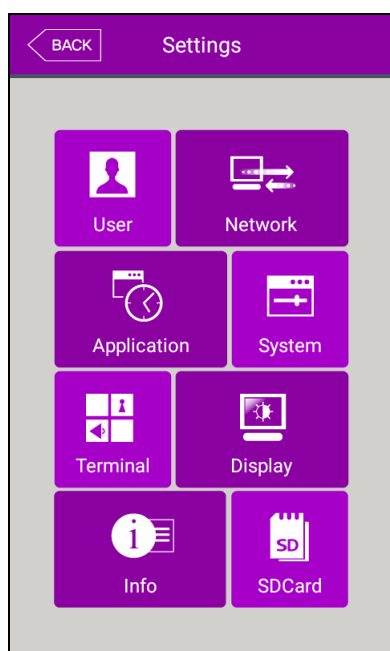 BACK Settings
User Network
Application System
Terminal Display
i SD
Info SDCard